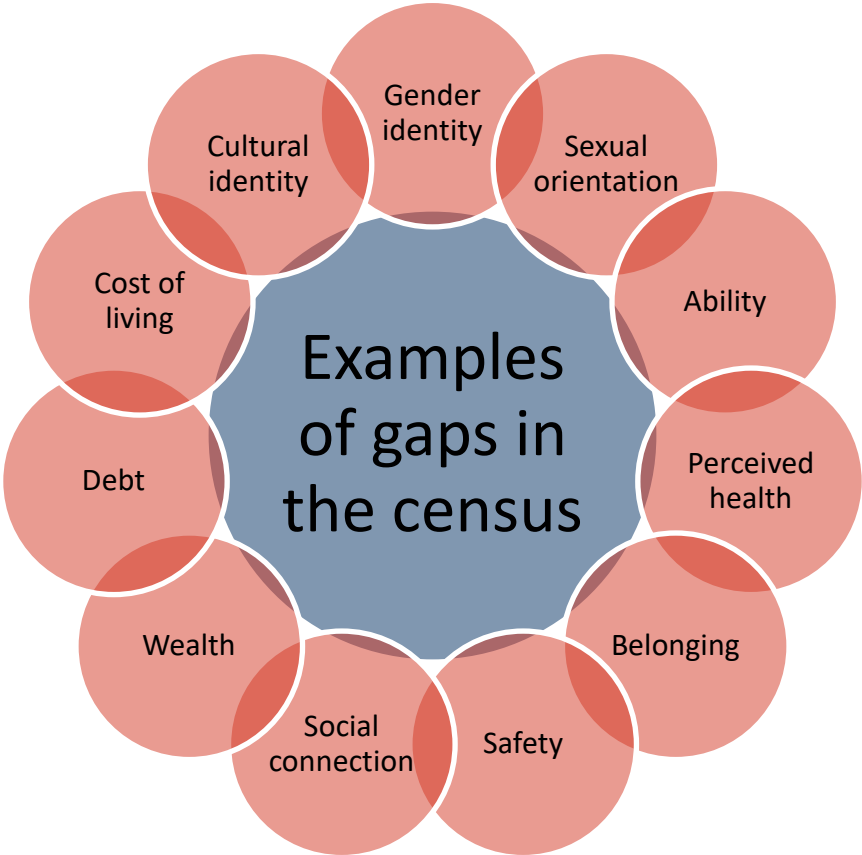 Examples
of gaps in
the census
Gender
identity
Sexual
orientation
Ability
Perceived
health
Belonging
Safety
Social
connection
Wealth
Debt
Cost of
living
Cultural
identity